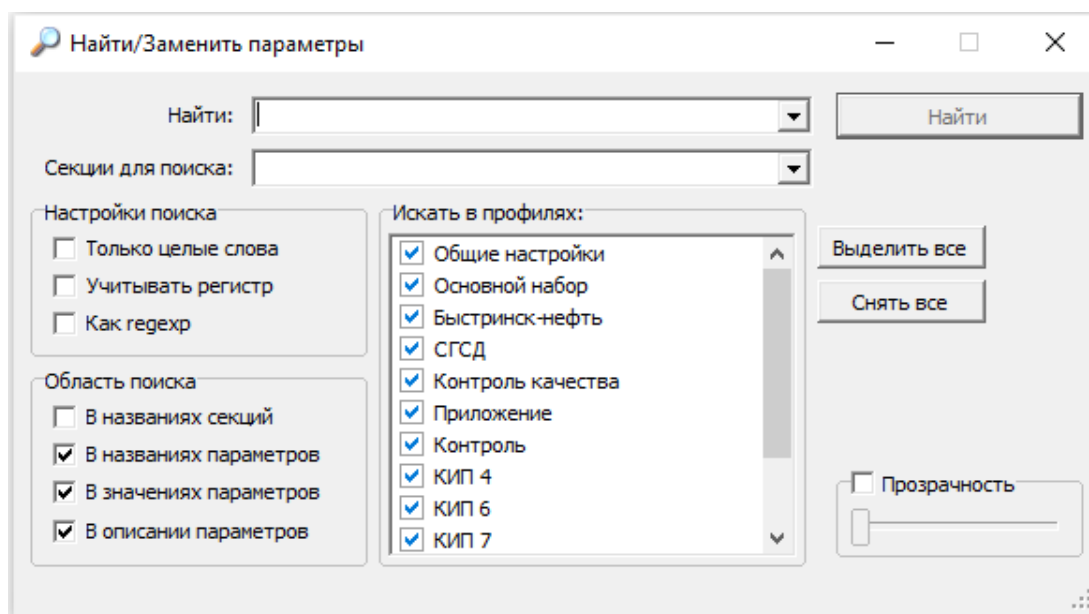 Найти/Заменить параметры
Найти:
Найти
Секции для поиска:
Настройки поиска
Только целые слова
Учитывать регистр
Как regexp
Область поиска
В названиях секций
В названиях параметров
В значениях параметров
В описании параметров
Искать в профилях:
Общие настройки
Основной набор
Быстринск-нефть
СГСД
Контроль качества
Приложение
Контроль
КИП 4
КИП 6
КИП 7
Выделить все
Снять все
Прозрачность